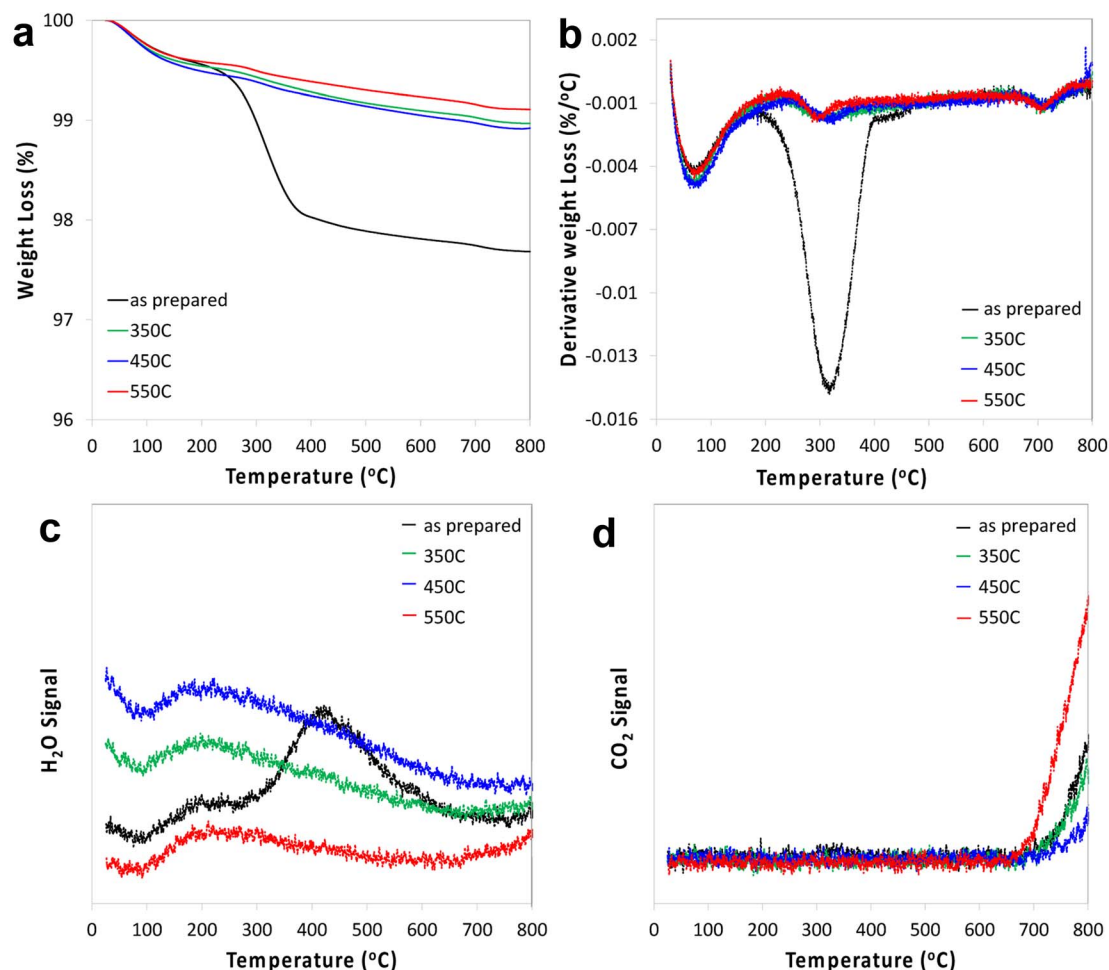 a
Weight Loss (%)
100
99
98
97
96
as prepared
350C
450C
550C
0 100 200 300 400 500 600 700 800
Temperature (°C)
b
Derivative weight Loss (%/°C)
0.002
-0.001
-0.004
-0.007
-0.01
-0.013
-0.016
as prepared
350C
450C
550C
0 100 200 300 400 500 600 700 800
Temperature (°C)
c
H₂O Signal
as prepared
350C
450C
550C
0 100 200 300 400 500 600 700 800
Temperature (°C)
d
CO₂ Signal
as prepared
350C
450C
550C
0 100 200 300 400 500 600 700 800
Temperature (°C)